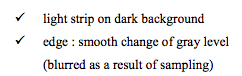 ✓ light strip on dark background
✓ edge : smooth change of gray level
(blurred as a result of sampling)